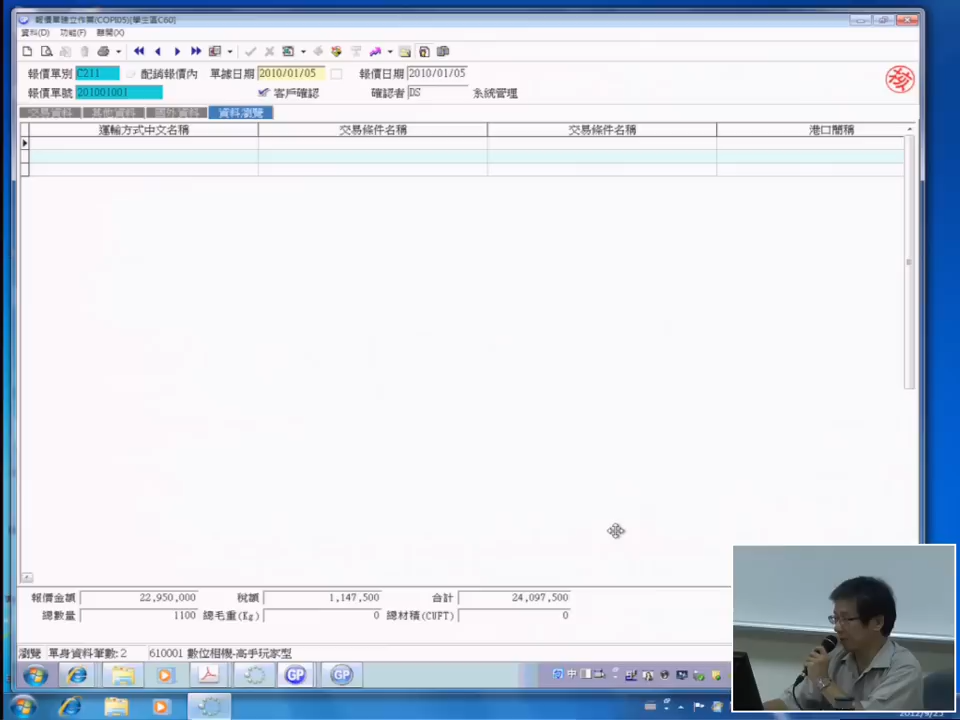 報價單建立作業(COPI05)[學生區C60]
資料(D) 功能(F) 離開(X)
報價單別 C211 配銷報價內 單據日期 2010/01/05 報價日期 2010/01/05
報價單號 201001001 客戶確認 確認者 DS 系統管理
核
交易資料 其他資料 國外資料 資料瀏覽
運輸方式中文名稱 交易條件名稱 交易條件名稱 港口簡稱
報價金額 22,950,000 稅額 1,147,500 合計 24,097,500
總數量 1100 總毛重(Kg) 0 總材積(CUFT) 0
瀏覽 單身資料筆數:2 610001 數位相機-高手玩家型
GP GP
中